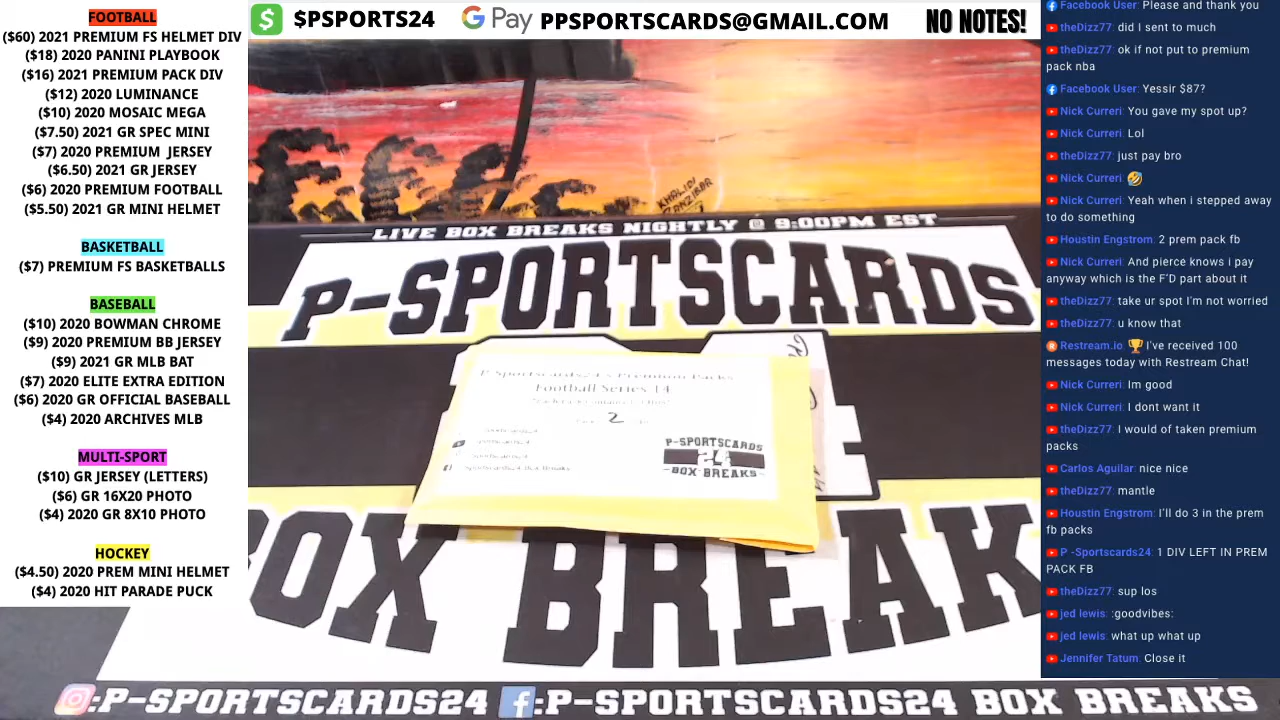 $PSPORTS24
G Pay PPSPORTSCARDS@GMAIL.COM
NO NOTES!
FOOTBALL
($60) 2021 PREMIUM FS HELMET DIV
($18) 2020 PANINI PLAYBOOK
($16) 2021 PREMIUM PACK DIV
($12) 2020 LUMINANCE
($10) 2020 MOSAIC MEGA
($7.50) 2021 GR SPEC MINI
($7) 2020 PREMIUM JERSEY
($6.50) 2021 GR JERSEY
($6) 2020 PREMIUM FOOTBALL
($5.50) 2021 GR MINI HELMET
BASKETBALL
($7) PREMIUM FS BASKETBALLS
BASEBALL
($10) 2020 BOWMAN CHROME
($9) 2020 PREMIUM BB JERSEY
($9) 2021 GR MLB BAT
($7) 2020 ELITE EXTRA EDITION
($6) 2020 GR OFFICIAL BASEBALL
($4) 2020 ARCHIVES MLB
MULTI-SPORT
($10) GR JERSEY (LETTERS)
($6) GR 16X20 PHOTO
($4) 2020 GR 8X10 PHOTO
HOCKEY
($4.50) 2020 PREM MINI HELMET
($4) 2020 HIT PARADE PUCK
KHALIDI
ZANZIBAR
LIVE BOX BREAKS NIGHTLY @ 9:00PM EST
P-SPORTSCARDS
P Sportscards24's Premium Packs
Football Series 14
2
P-SPORTSCARDS
24
BOX BREAKS
BOX BREAK
:P-SPORTSCARDS24 :P-SPORTSCARDS24 BOX BREAKS
Facebook User: Please and thank you
theDizz77: did I sent to much
theDizz77: ok if not put to premium
pack nba
Facebook User: Yessir $87?
Nick Curreri: You gave my spot up?
Nick Curreri: Lol
theDizz77: just pay bro
Nick Curreri: 🤣
Nick Curreri: Yeah when i stepped away
to do something
Houstin Engstrom: 2 prem pack fb
Nick Curreri: And pierce knows i pay
anyway which is the F'D part about it
theDizz77: take ur spot I'm not worried
theDizz77: u know that
Restream.io: 🏆 I've received 100
messages today with Restream Chat!
Nick Curreri: Im good
Nick Curreri: I dont want it
theDizz77: I would of taken premium
packs
Carlos Aguilar: nice nice
theDizz77: mantle
Houstin Engstrom: I'll do 3 in the prem
fb packs
P -Sportscards24: 1 DIV LEFT IN PREM
PACK FB
theDizz77: sup los
jed lewis: :goodvibes:
jed lewis: what up what up
Jennifer Tatum: Close it